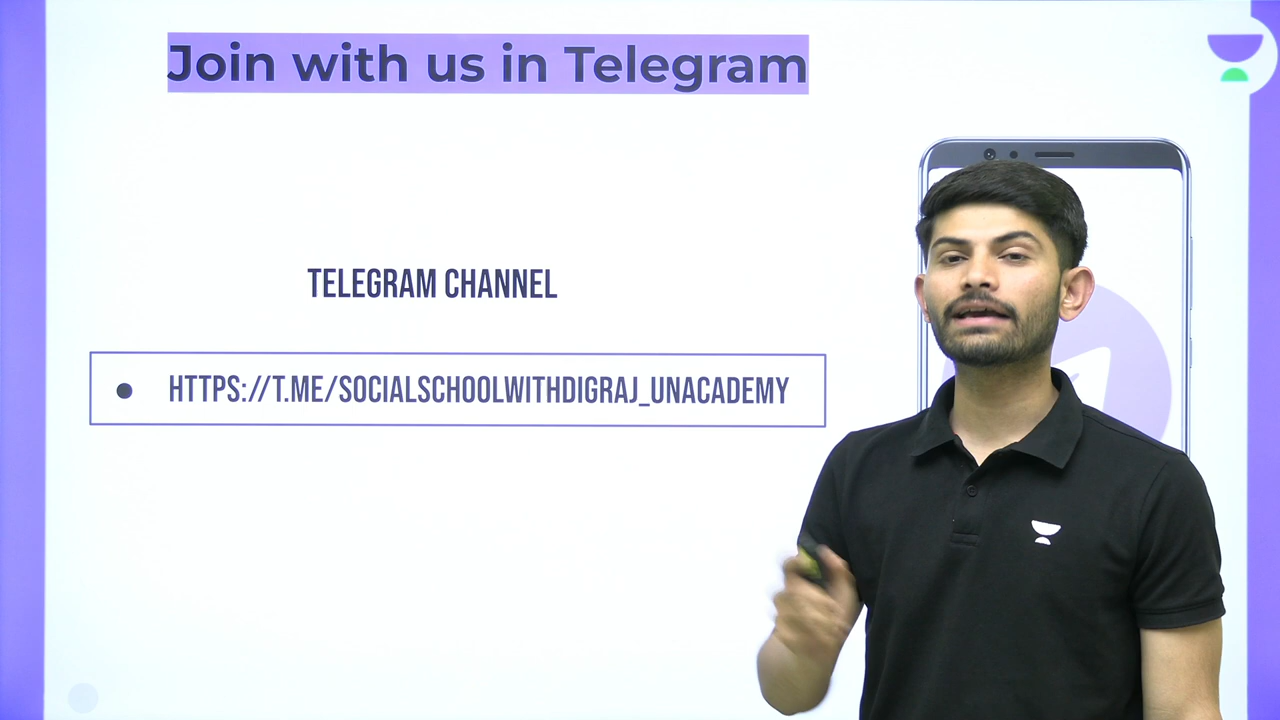 Join with us in Telegram
TELEGRAM CHANNEL
• HTTPS://T.ME/SOCIALSCHOOLWITHDIGRAJ_UNACADEMY